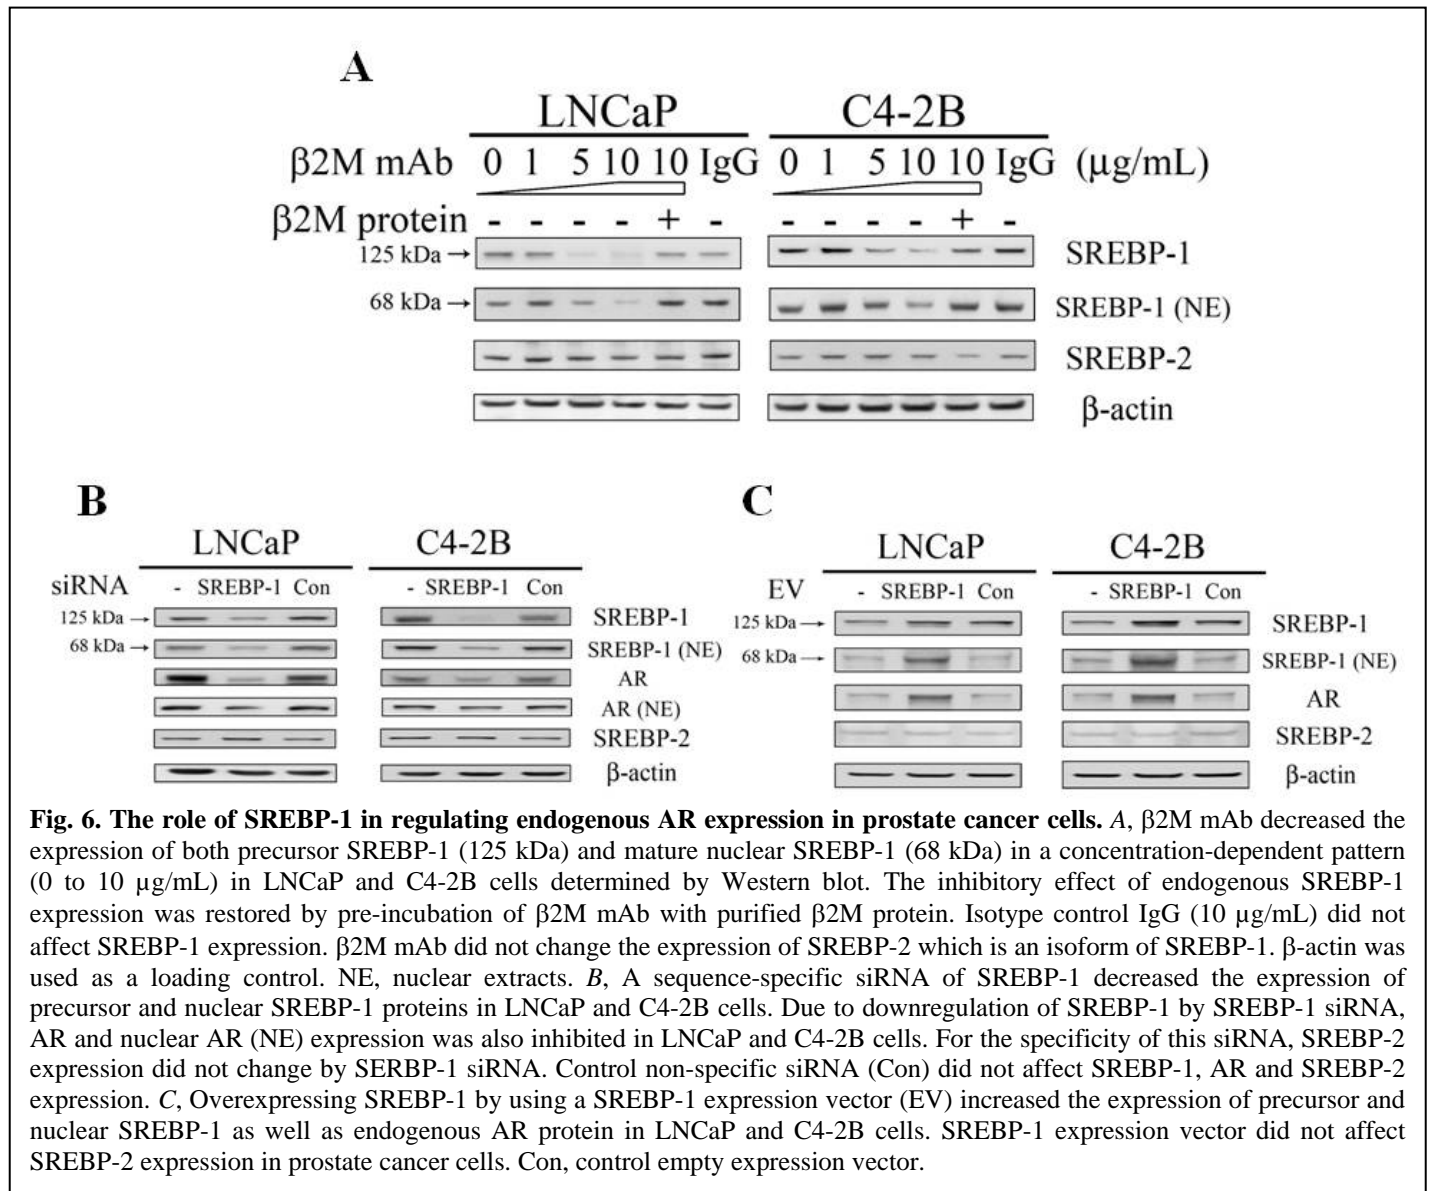 A
LNCaP C4-2B
β2M mAb 0 1 5 10 10 IgG 0 1 5 10 10 IgG (µg/mL)
β2M protein - - - - + - - - - - + -
125 kDa → SREBP-1
68 kDa → SREBP-1 (NE)
SREBP-2
β-actin
B
LNCaP C4-2B
siRNA - SREBP-1 Con - SREBP-1 Con
125 kDa → SREBP-1
68 kDa → SREBP-1 (NE)
AR
AR (NE)
SREBP-2
β-actin
C
LNCaP C4-2B
EV - SREBP-1 Con - SREBP-1 Con
125 kDa → SREBP-1
68 kDa → SREBP-1 (NE)
AR
SREBP-2
β-actin
Fig. 6. The role of SREBP-1 in regulating endogenous AR expression in prostate cancer cells. A, β2M mAb decreased the
expression of both precursor SREBP-1 (125 kDa) and mature nuclear SREBP-1 (68 kDa) in a concentration-dependent pattern
(0 to 10 µg/mL) in LNCaP and C4-2B cells determined by Western blot. The inhibitory effect of endogenous SREBP-1
expression was restored by pre-incubation of β2M mAb with purified β2M protein. Isotype control IgG (10 µg/mL) did not
affect SREBP-1 expression. β2M mAb did not change the expression of SREBP-2 which is an isoform of SREBP-1. β-actin was
used as a loading control. NE, nuclear extracts. B, A sequence-specific siRNA of SREBP-1 decreased the expression of
precursor and nuclear SREBP-1 proteins in LNCaP and C4-2B cells. Due to downregulation of SREBP-1 by SREBP-1 siRNA,
AR and nuclear AR (NE) expression was also inhibited in LNCaP and C4-2B cells. For the specificity of this siRNA, SREBP-2
expression did not change by SERBP-1 siRNA. Control non-specific siRNA (Con) did not affect SREBP-1, AR and SREBP-2
expression. C, Overexpressing SREBP-1 by using a SREBP-1 expression vector (EV) increased the expression of precursor and
nuclear SREBP-1 as well as endogenous AR protein in LNCaP and C4-2B cells. SREBP-1 expression vector did not affect
SREBP-2 expression in prostate cancer cells. Con, control empty expression vector.